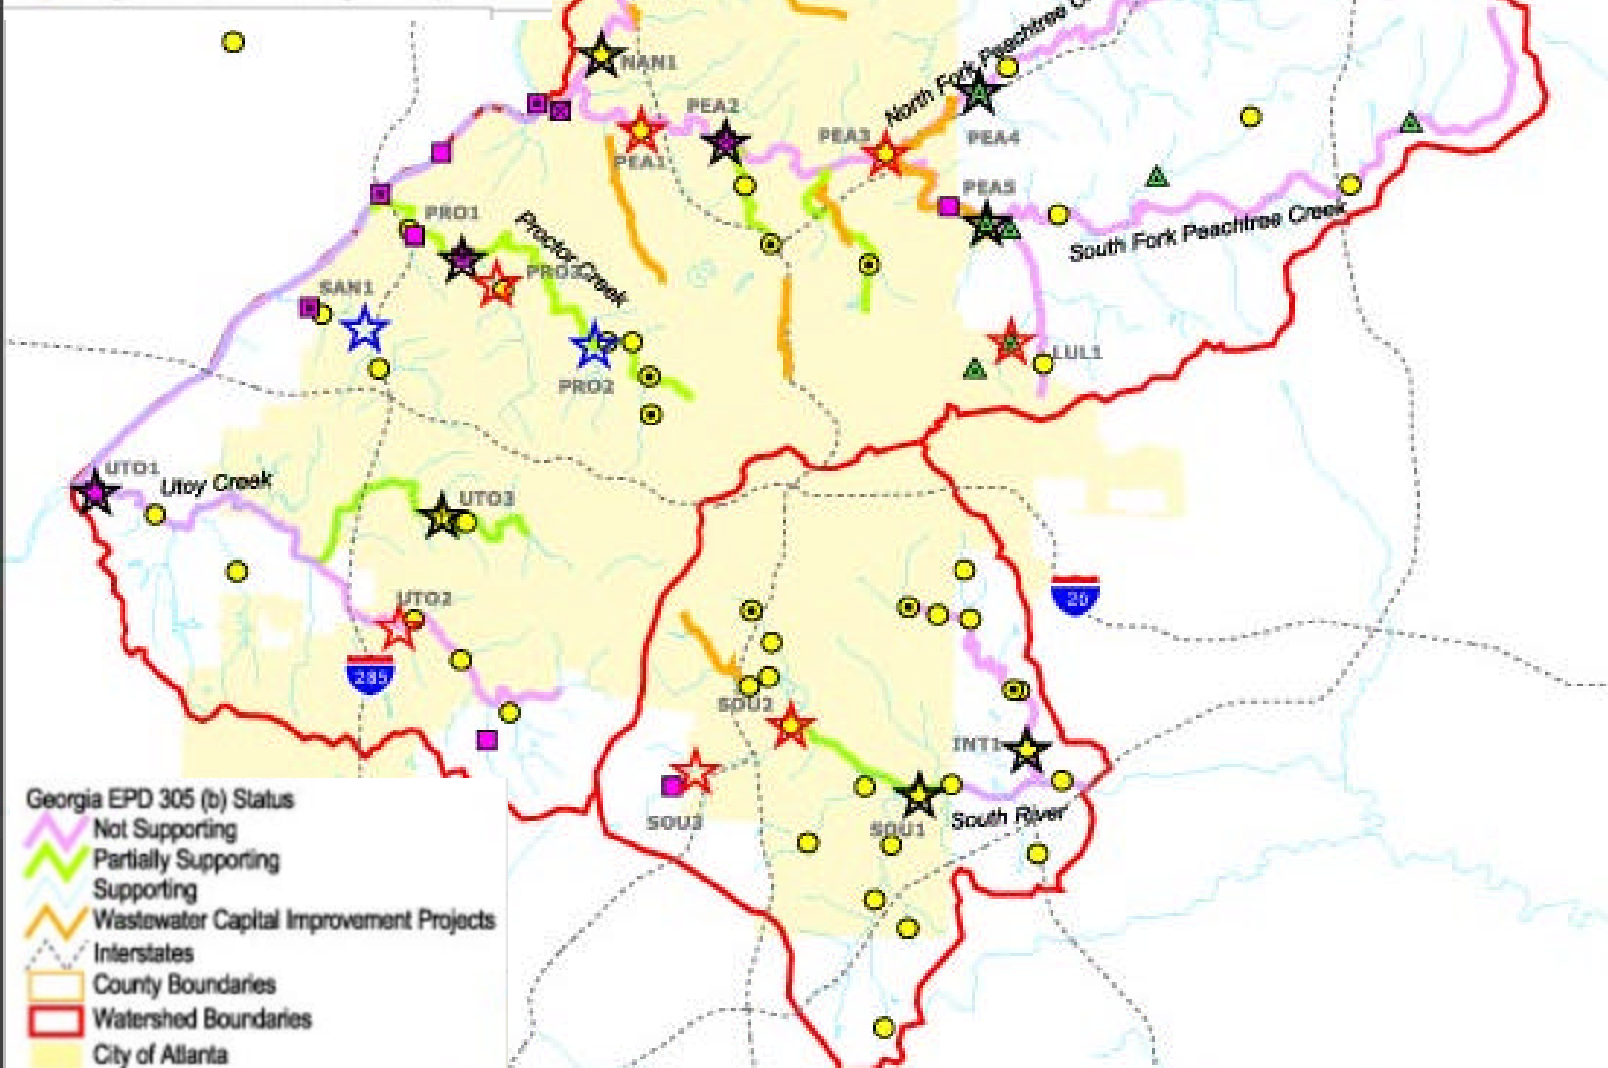 North Fork Peachtree C
NAN1
PEA2
PEA3
PEA4
PEA1
PEA5
PRO1
Proctor Creek
South Fork Peachtree Creek
PRO3
SAN1
LUL1
PRO2
UTO1
Utoy Creek
UTO3
20
UTO2
285
SOU2
INT1
South River
SOU3
SOU1
Georgia EPD 305 (b) Status
Not Supporting
Partially Supporting
Supporting
Wastewater Capital Improvement Projects
Interstates
County Boundaries
Watershed Boundaries
City of Atlanta